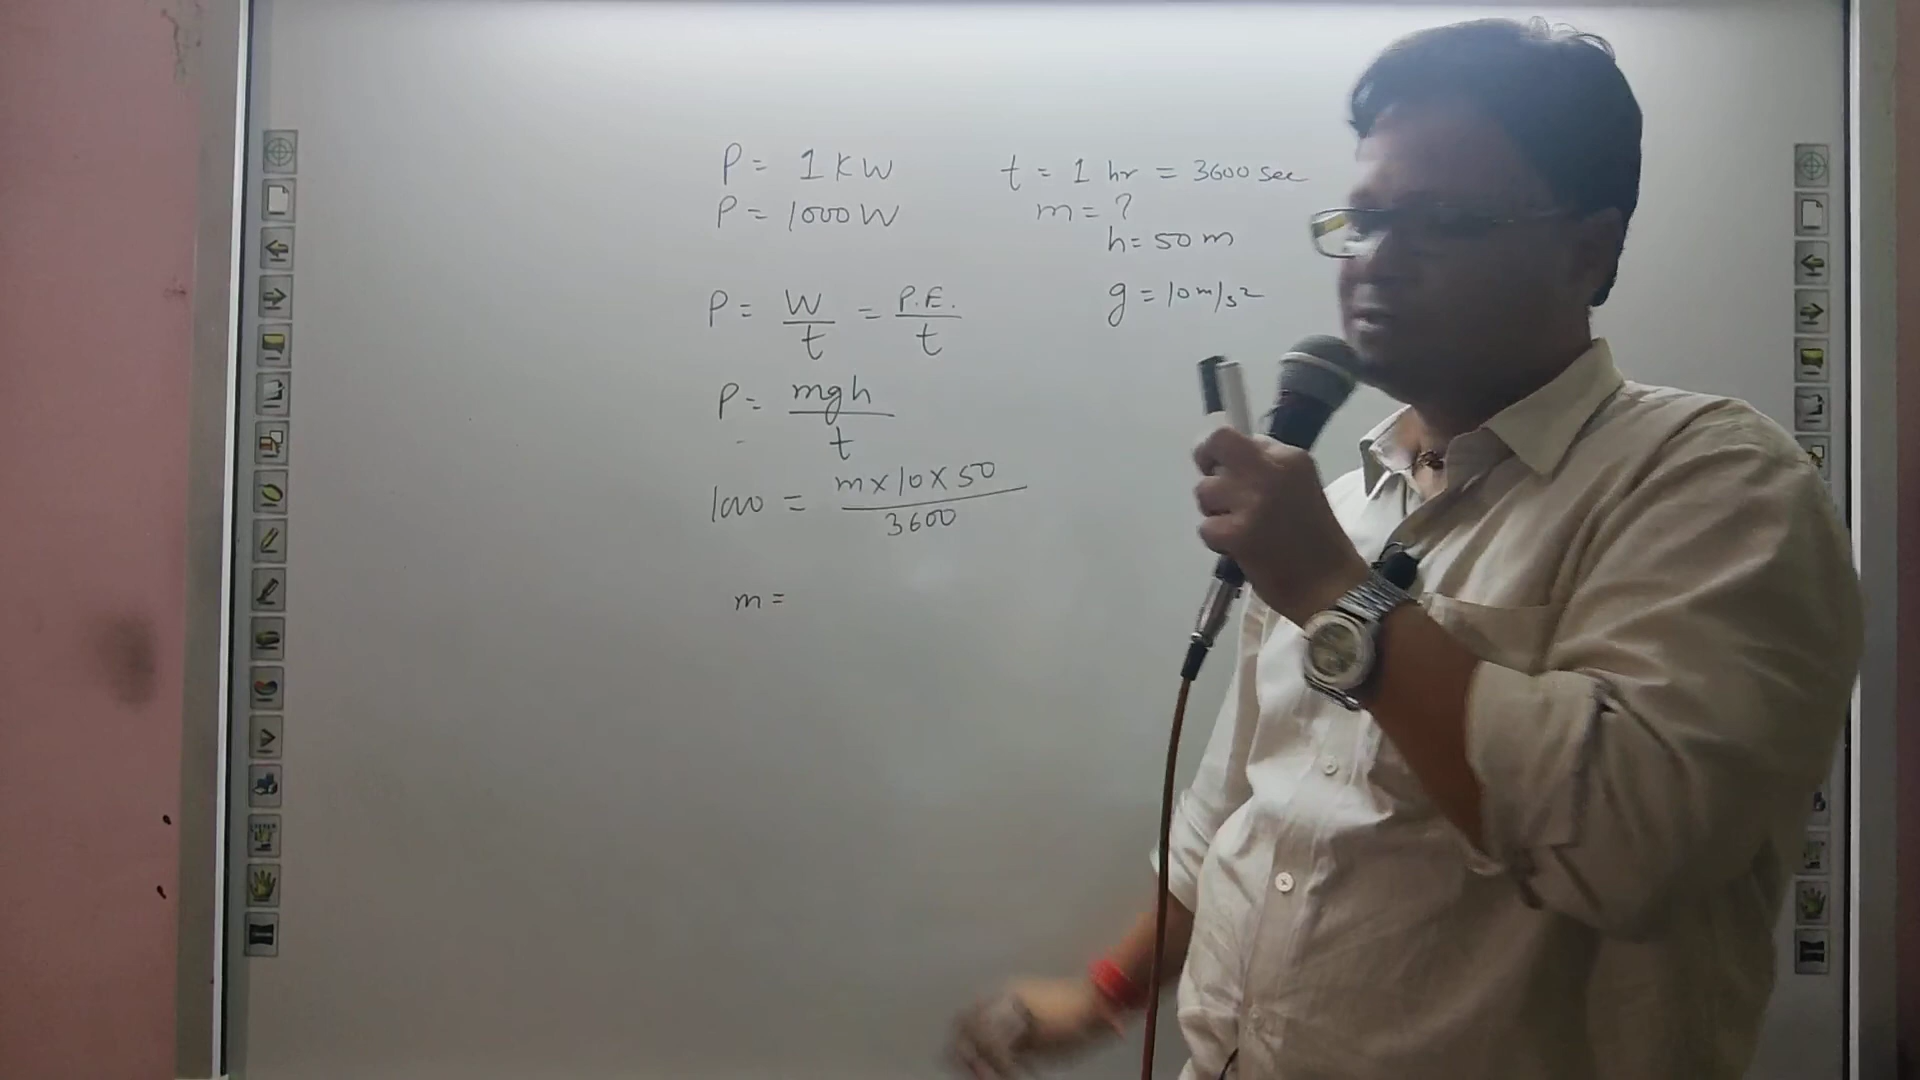 P = 1 KW
P = 1000 W
t = 1 hr = 3600 sec
m = ?
h = 50 m
g = 10 m/s²
P = W/t = P.E./t
P = mgh/t
1000 = m x 10 x 50/3600
m =